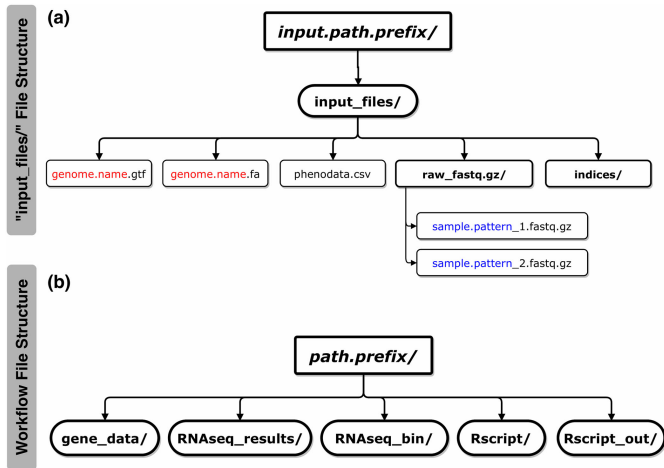 "input_files/" File Structure
(a)
input.path.prefix/
input_files/
genome.name.gtf
genome.name.fa
phenodata.csv
raw_fastq.gz/
indices/
sample.pattern_1.fastq.gz
sample.pattern_2.fastq.gz
Workflow File Structure
(b)
path.prefix/
gene_data/
RNAseq_results/
RNAseq_bin/
Rscript/
Rscript_out/